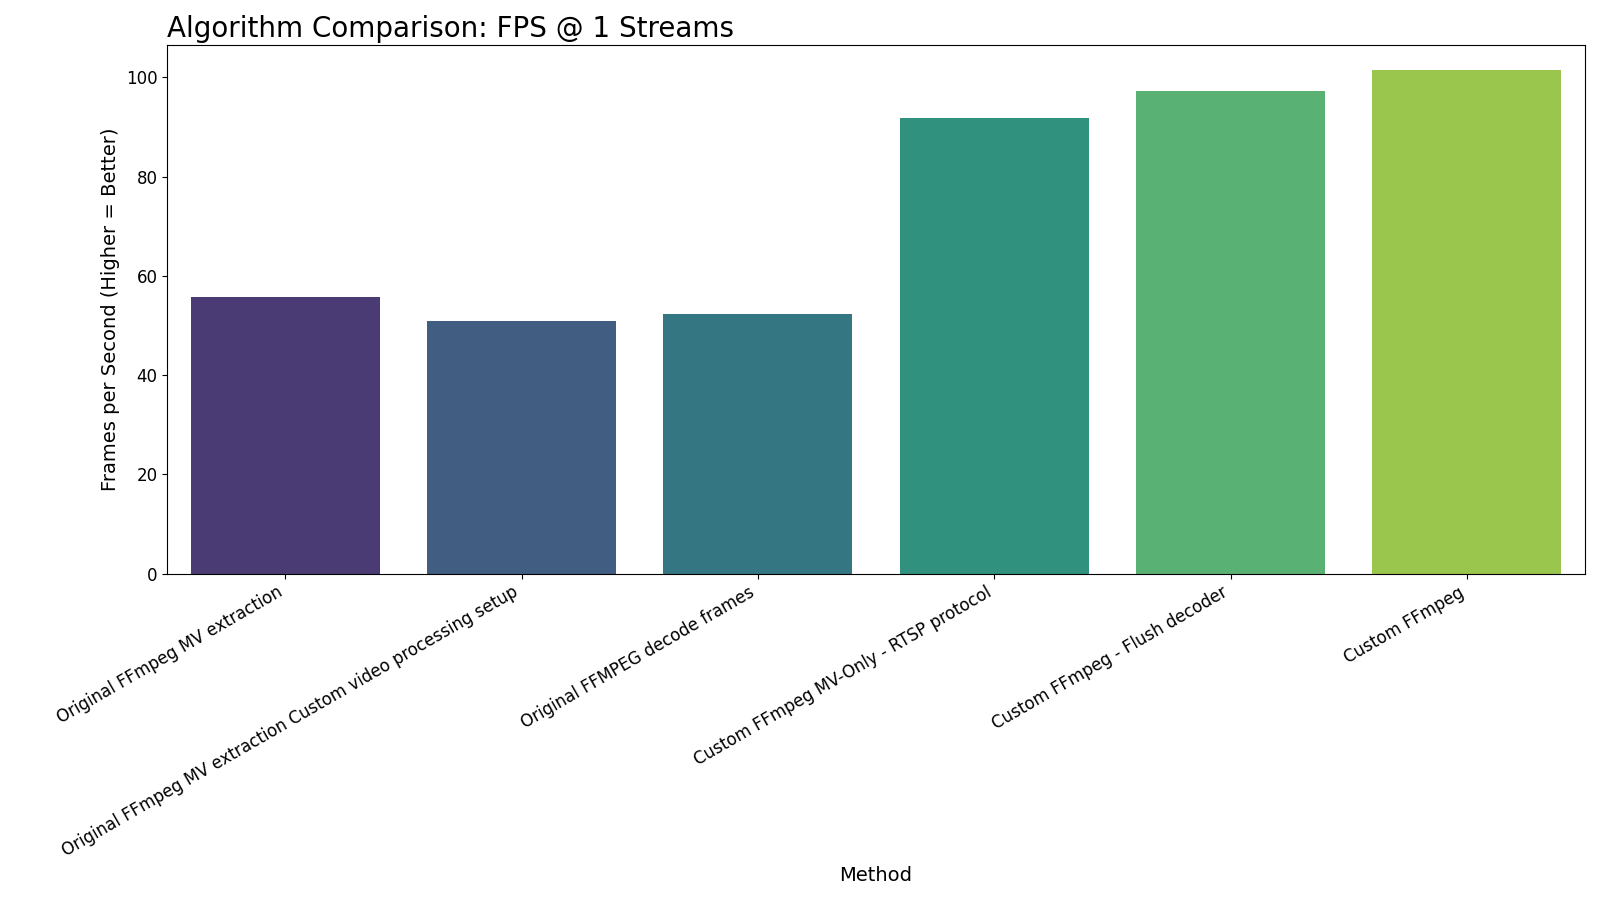 Algorithm Comparison: FPS @ 1 Streams
Frames per Second (Higher = Better)
100
80
60
40
20
0
Original FFmpeg MV extraction
Original FFmpeg MV extraction Custom video processing setup
Original FFMPEG decode frames
Custom FFmpeg MV-Only - RTSP protocol
Custom FFmpeg - Flush decoder
Custom FFmpeg
Method